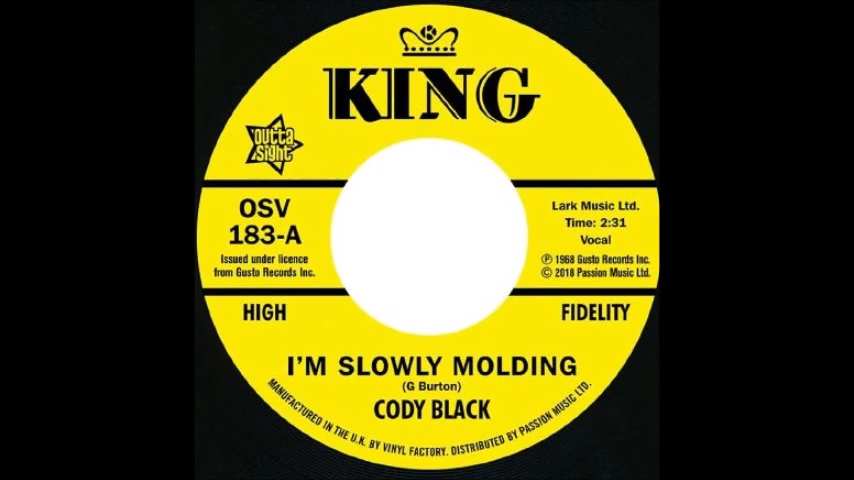 K
KING
outta
sight
OSV
183-A
Issued under licence
from Gusto Records Inc.
Lark Music Ltd.
Time: 2:31
Vocal
℗ 1968 Gusto Records Inc.
© 2018 Passion Music Ltd.
HIGH
FIDELITY
I'M SLOWLY MOLDING
(G Burton)
CODY BLACK
MANUFACTURED IN THE U.K. BY VINYL FACTORY. DISTRIBUTED BY PASSION MUSIC LTD.